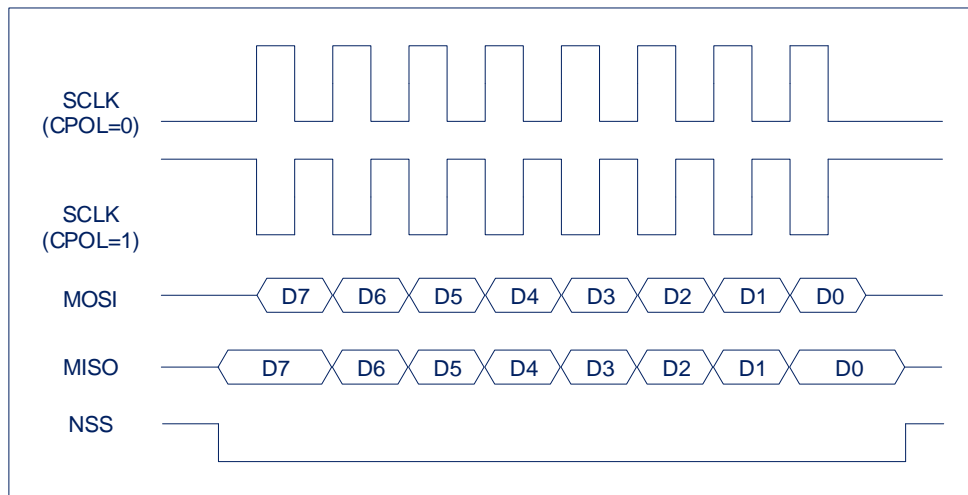 SCLK
(CPOL=0)
SCLK
(CPOL=1)
MOSI D7 D6 D5 D4 D3 D2 D1 D0
MISO D7 D6 D5 D4 D3 D2 D1 D0
NSS